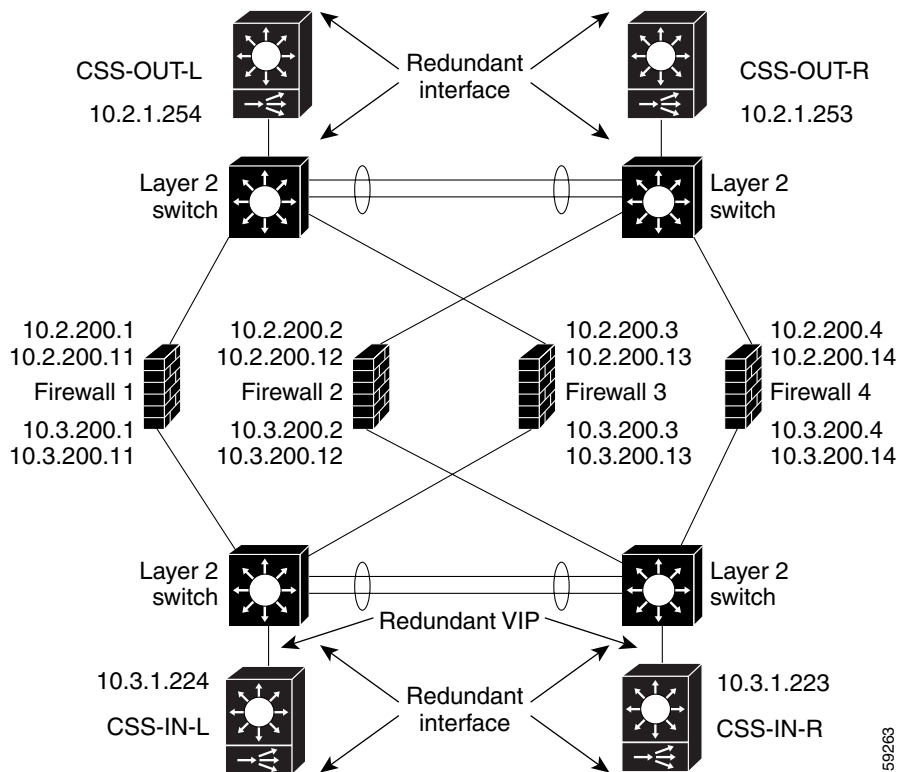 CSS-OUT-L
10.2.1.254
Redundant
interface
CSS-OUT-R
10.2.1.253
Layer 2
switch
Layer 2
switch
10.2.200.1
10.2.200.11
Firewall 1
10.3.200.1
10.3.200.11
10.2.200.2
10.2.200.12
Firewall 2
10.3.200.2
10.3.200.12
10.2.200.3
10.2.200.13
Firewall 3
10.3.200.3
10.3.200.13
10.2.200.4
10.2.200.14
Firewall 4
10.3.200.4
10.3.200.14
Layer 2
switch
Layer 2
switch
Redundant VIP
10.3.1.224
CSS-IN-L
Redundant
interface
10.3.1.223
CSS-IN-R
59263